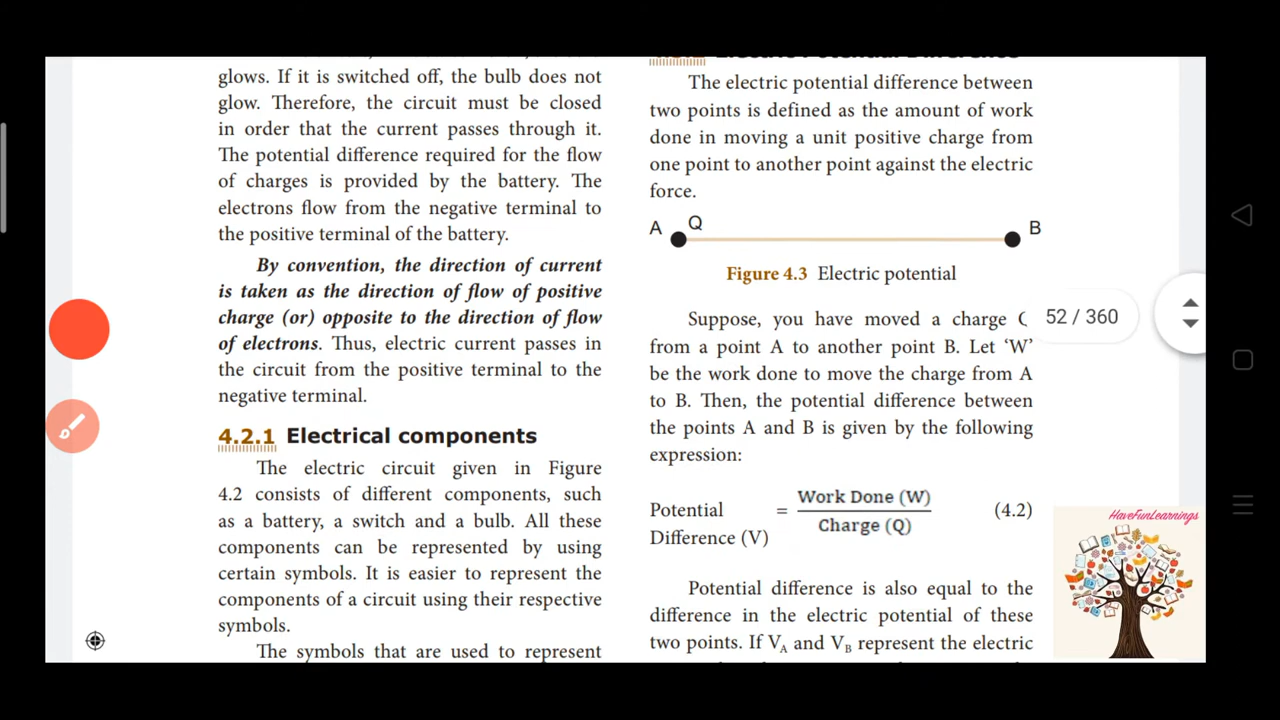 glows. If it is switched off, the bulb does not
glow. Therefore, the circuit must be closed
in order that the current passes through it.
The potential difference required for the flow
of charges is provided by the battery. The
electrons flow from the negative terminal to
the positive terminal of the battery.
By convention, the direction of current
is taken as the direction of flow of positive
charge (or) opposite to the direction of flow
of electrons. Thus, electric current passes in
the circuit from the positive terminal to the
negative terminal.
4.2.1 Electrical components
The electric circuit given in Figure
4.2 consists of different components, such
as a battery, a switch and a bulb. All these
components can be represented by using
certain symbols. It is easier to represent the
components of a circuit using their respective
symbols.
The symbols that are used to represent
The electric potential difference between
two points is defined as the amount of work
done in moving a unit positive charge from
one point to another point against the electric
force.
A Q B
Figure 4.3 Electric potential
Suppose, you have moved a charge
from a point A to another point B. Let ‘W’
be the work done to move the charge from A
to B. Then, the potential difference between
the points A and B is given by the following
expression:
Potential
Difference (V)
=
Work Done (W)
Charge (Q)
(4.2)
Potential difference is also equal to the
difference in the electric potential of these
two points. If VA and VB represent the electric
52 / 360
HaveFunLearnings